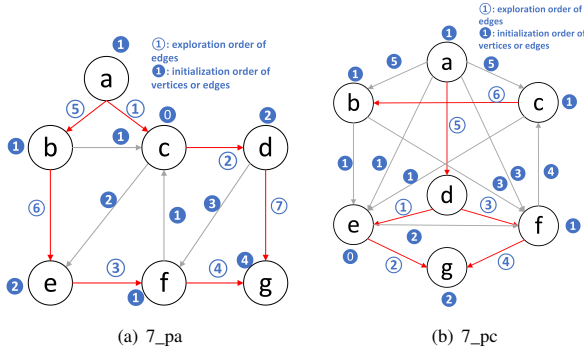 1
① : exploration order of edges
❶ : initialization order of vertices or edges
a
5
1
0
2
1
b
1
c
2
d
6
2
1
3
7
2
e
3
f
1
4
4
g
(a) 7_pa
① : exploration order of edges
❶ : initialization order of vertices or edges
1
a
1
5
5
b
6
c
1
5
1
1
1
3
3
4
d
1
3
e
2
f
1
0
2
4
g
2
(b) 7_pc